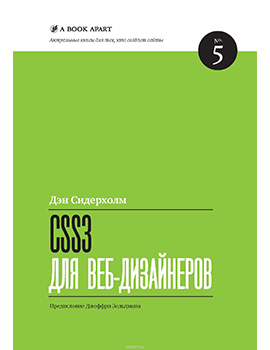 A BOOK APART
Актуальные книги для тех, кто создает сайты
№
5
Дэн Сидерхолм
CSS3
ДЛЯ ВЕБ-ДИЗАЙНЕРОВ
Предисловие Джеффри Зельдмана